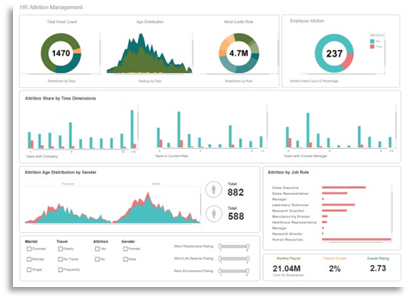 HR Attrition Management
Total Head Count
Age Distribution
Most Costly Role
Employee Attrition
1470
4.7M
237
Breakdown by Dept
Stacked by Dept
Breakdown by Role
Attrition Head Count & Percentage
Attrition Share by Time Dimensions
Years with Company
Years in Current Role
Years with Current Manager
Attrition Age Distribution by Gender
Attrition by Job Role
Female
Male
Total
882
Total
588
Sales Executive
Sales Representative
Manager
Laboratory Technician
Research Scientist
Manufacturing Director
Healthcare Representative
Manager
Research Director
Human Resources
Marital
Travel
Attrition
Gender
Divorced
Rarely
Yes
Female
Married
No Travel
No
Male
Single
Frequently
Work Relationship Rating
Work Life Balance Rating
Work Environment Rating
Monthly Payroll
Overall Rating
21.04M
2%
2.73